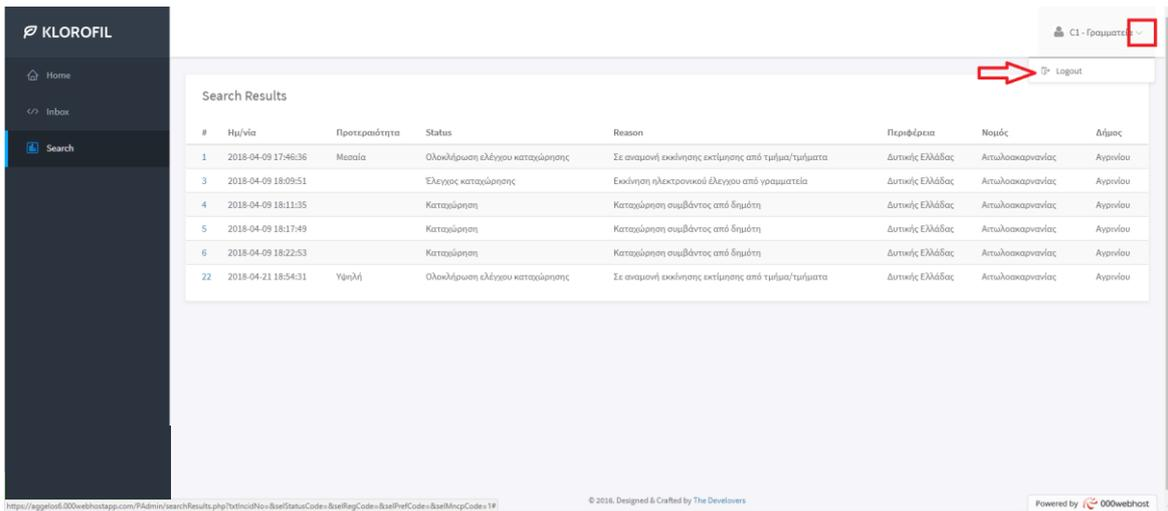 KLOROFIL
C1 - Γραμματεία
Logout
Home
Inbox
Search
Search Results
# Ημ/νία Προτεραιότητα Status Reason Περιφέρεια Νομός Δήμος
1 2018-04-09 17:46:36 Μεσαία Ολοκλήρωση ελέγχου καταχώρησης Σε αναμονή εκκίνησης εκτίμησης από τμήμα/τμήματα Δυτικής Ελλάδας Αιτωλοακαρνανίας Αγρινίου
3 2018-04-09 18:09:51 Έλεγχος καταχώρησης Εκκίνηση ηλεκτρονικού έλεγχου από γραμματεία Δυτικής Ελλάδας Αιτωλοακαρνανίας Αγρινίου
4 2018-04-09 18:11:35 Καταχώρηση Καταχώρηση συμβάντος από δημότη Δυτικής Ελλάδας Αιτωλοακαρνανίας Αγρινίου
5 2018-04-09 18:17:49 Καταχώρηση Καταχώρηση συμβάντος από δημότη Δυτικής Ελλάδας Αιτωλοακαρνανίας Αγρινίου
6 2018-04-09 18:22:53 Καταχώρηση Καταχώρηση συμβάντος από δημότη Δυτικής Ελλάδας Αιτωλοακαρνανίας Αγρινίου
22 2018-04-21 18:54:31 Υψηλή Ολοκλήρωση ελέγχου καταχώρησης Σε αναμονή εκκίνησης εκτίμησης από τμήμα/τμήματα Δυτικής Ελλάδας Αιτωλοακαρνανίας Αγρινίου
© 2016. Designed & Crafted by The Develovers
Powered by 000webhost
https://aggelos6.000webhostapp.com/PAdmin/searchResults.php?txtIncidNo=&selStatusCode=&selRegCode=&selPrefCode=&selMncpCode=1#